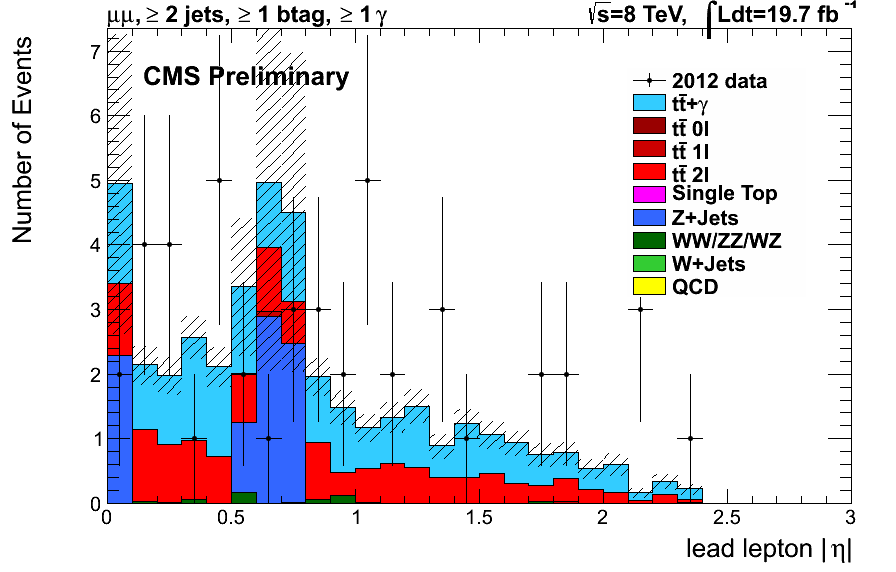 μμ, ≥ 2 jets, ≥ 1 btag, ≥ 1 γ
√s=8 TeV, ∫Ldt=19.7 fb⁻¹
CMS Preliminary
Number of Events
7
6
5
4
3
2
1
0
2012 data
tt̄+γ
tt̄ 0l
tt̄ 1l
tt̄ 2l
Single Top
Z+Jets
WW/ZZ/WZ
W+Jets
QCD
0 0.5 1 1.5 2 2.5 3
lead lepton |η|